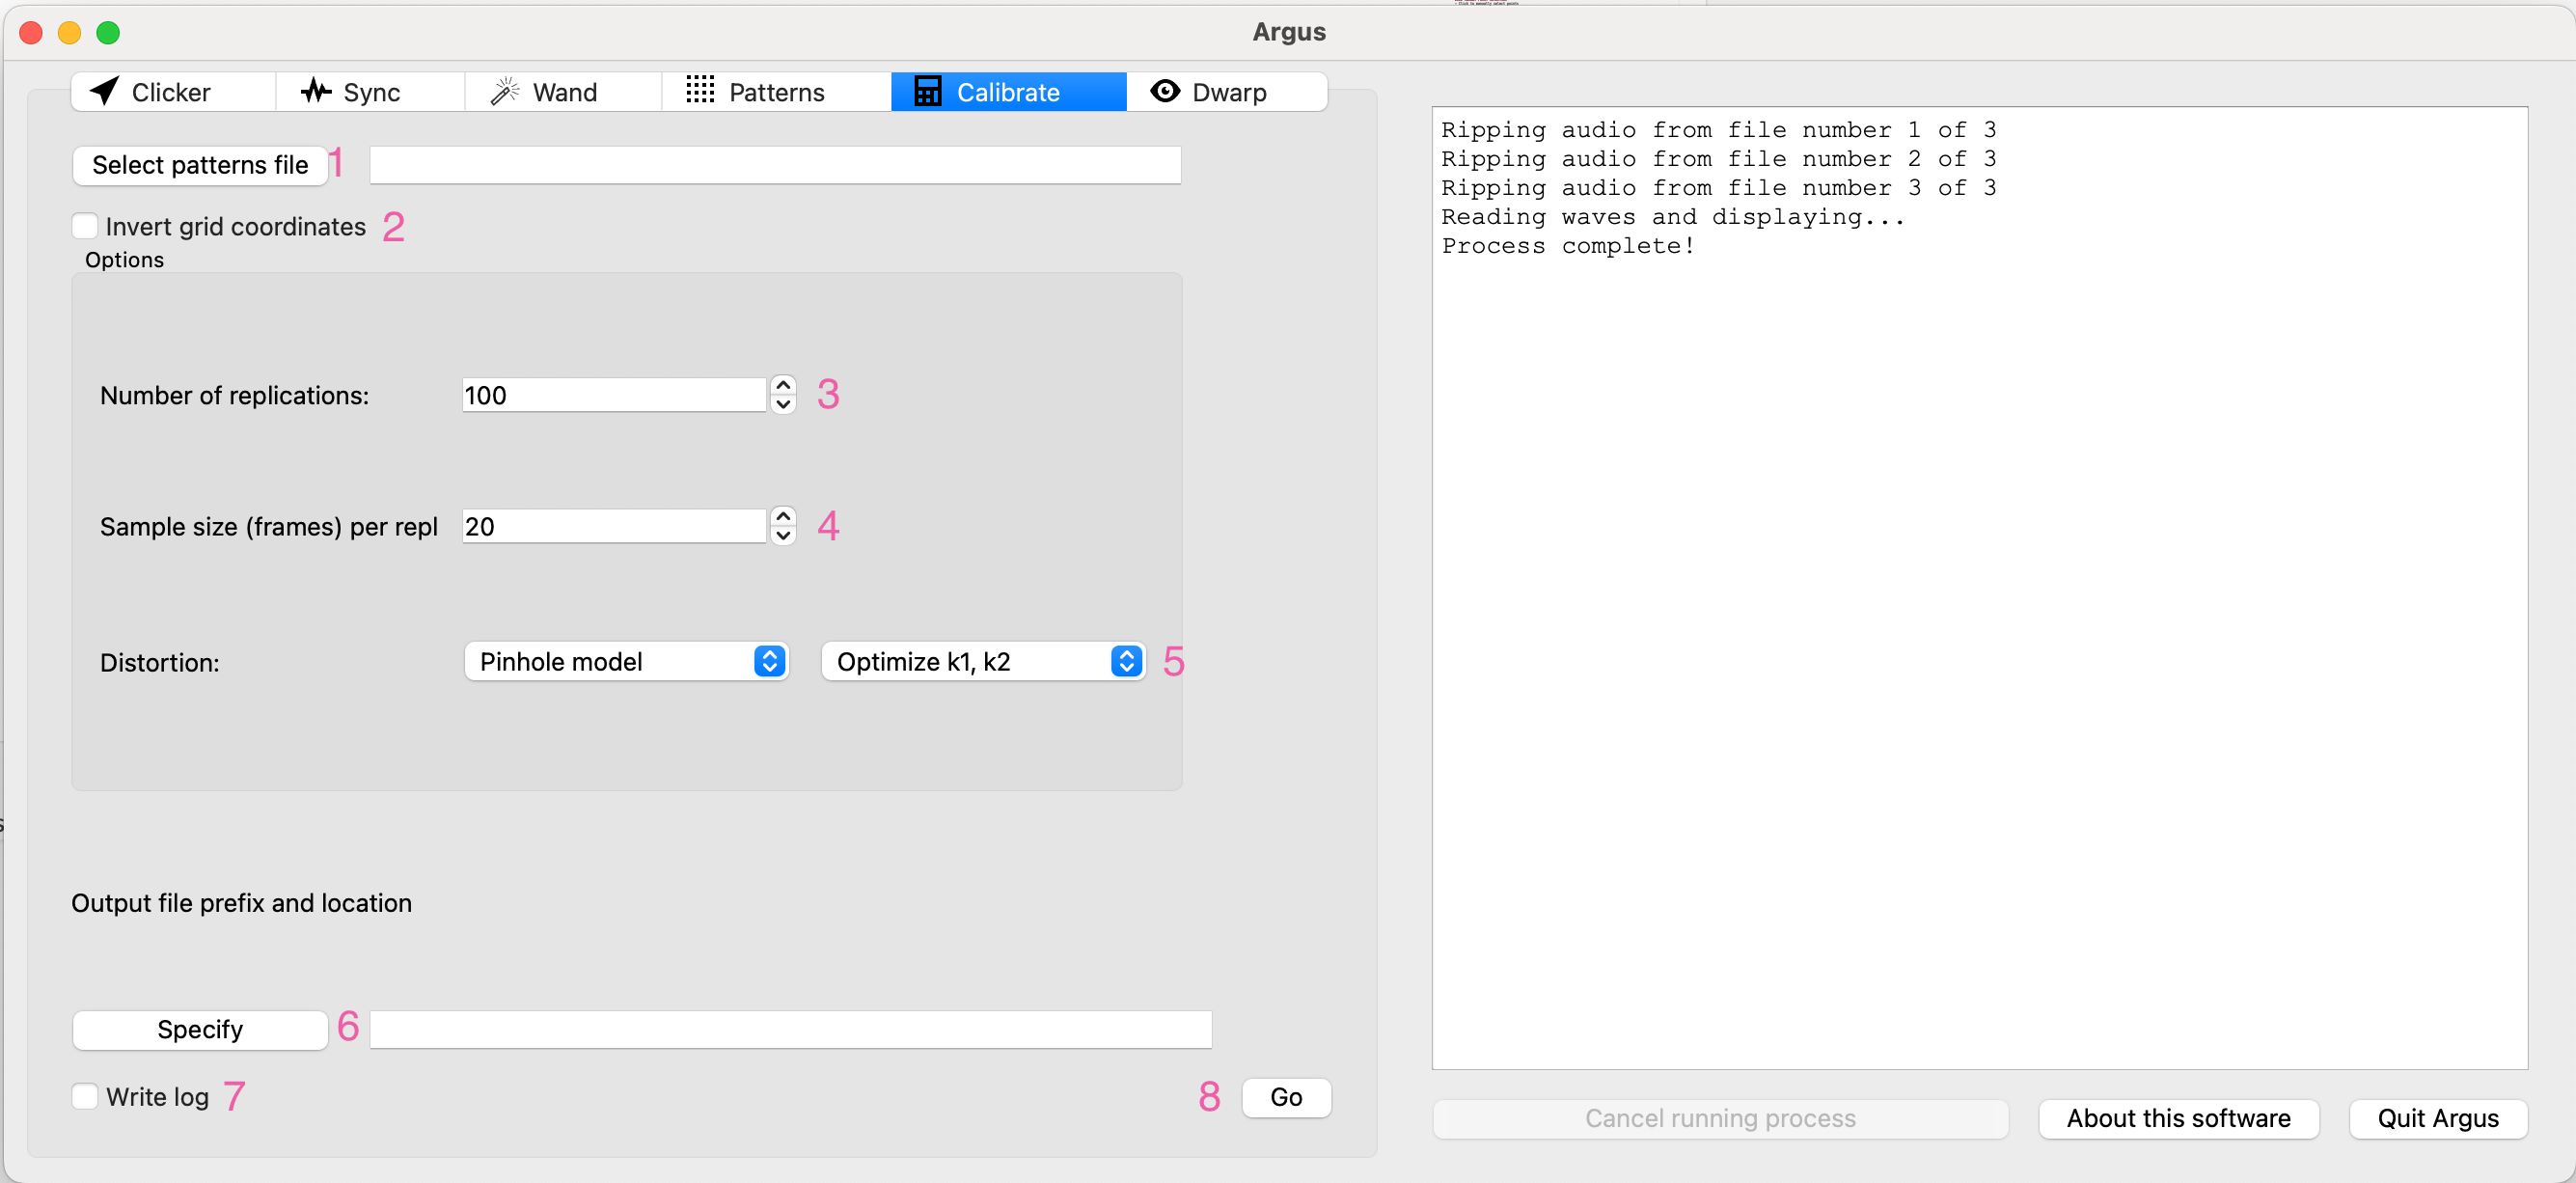 Argus
Clicker Sync Wand Patterns Calibrate Dwarp
Select patterns file 1
Invert grid coordinates 2
Options
Number of replications: 100 3
Sample size (frames) per repl 20 4
Distortion: Pinhole model Optimize k1, k2 5
Output file prefix and location
Specify 6
Write log 7
8 Go
Ripping audio from file number 1 of 3
Ripping audio from file number 2 of 3
Ripping audio from file number 3 of 3
Reading waves and displaying...
Process complete!
Cancel running process About this software Quit Argus